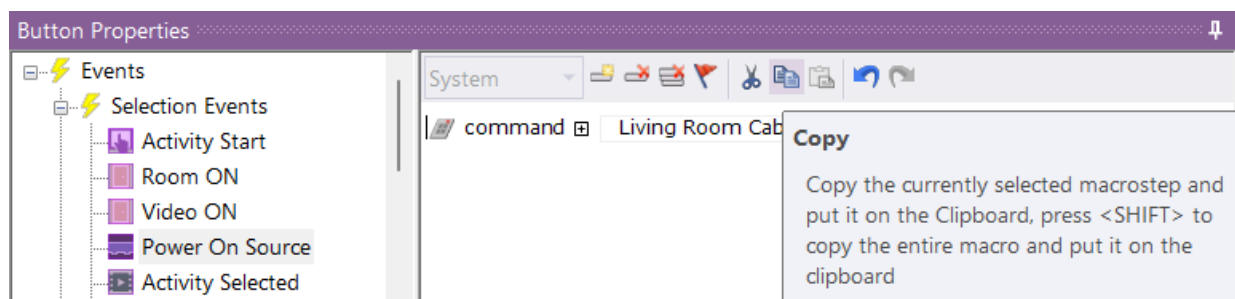 Button Properties
Events
Selection Events
Activity Start
Room ON
Video ON
Power On Source
Activity Selected
System
command Living Room Cab
Copy
Copy the currently selected macrostep and
put it on the Clipboard, press <SHIFT> to
copy the entire macro and put it on the
clipboard